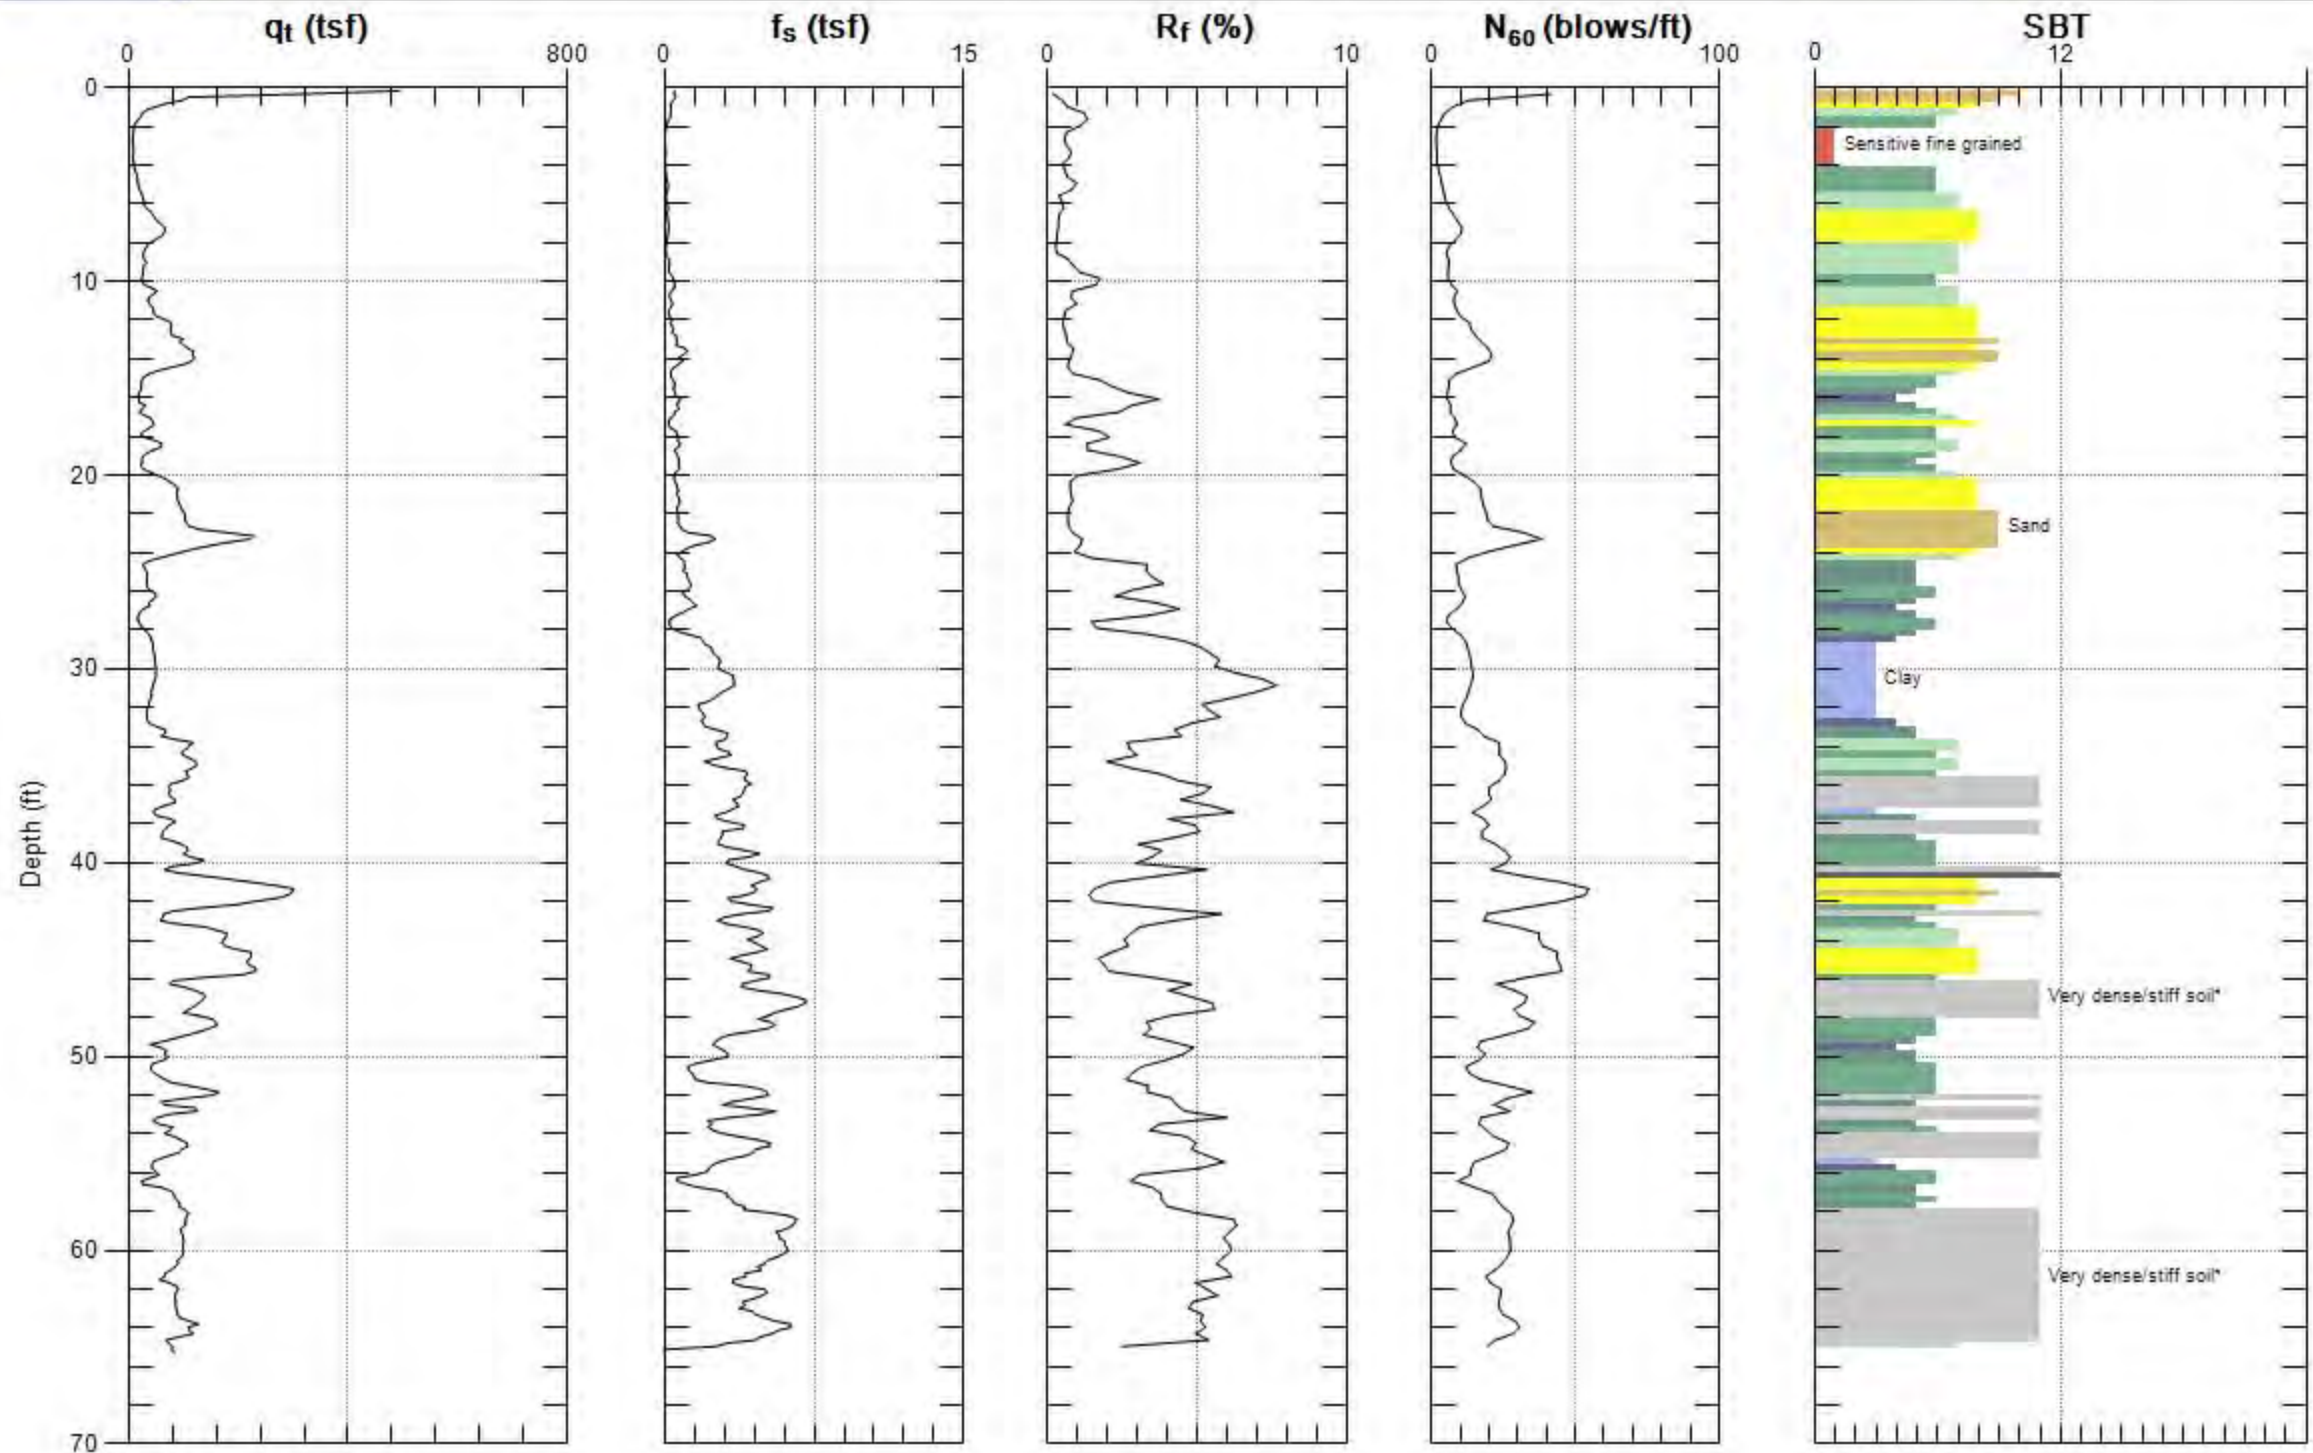 qt (tsf)
fs (tsf)
Rf (%)
N60 (blows/ft)
SBT
0 800
0 15
0 10
0 100
0 12
0
Sensitive fine grained
10
20
Sand
30
Clay
Depth (ft)
40
Very dense/stiff soil*
50
60
Very dense/stiff soil*
70